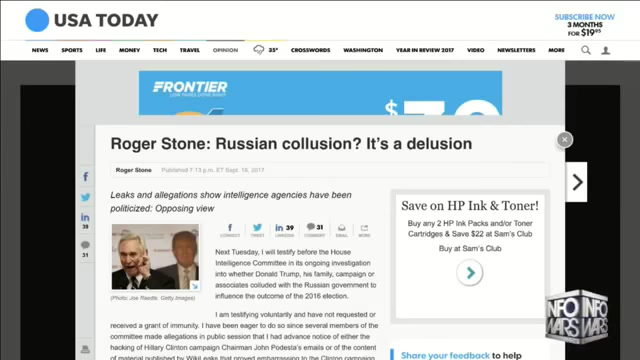 USA TODAY
SUBSCRIBE NOW
3 MONTHS
FOR $19.95
NEWS SPORTS LIFE MONEY TECH TRAVEL OPINION 35° CROSSWORDS WASHINGTON YEAR IN REVIEW 2017 VIDEO NEWSLETTERS MORE
FRONTIER
$
Roger Stone: Russian collusion? It's a delusion
Roger Stone Published 7:13 p.m. ET Sept. 18, 2017
Leaks and allegations show intelligence agencies have been
politicized: Opposing view
39
31
CONNECT TWEET 39 LINKEDIN 31 COMMENT EMAIL MORE
(Photo: Joe Raedle, Getty Images)
Next Tuesday, I will testify before the House
Intelligence Committee in its ongoing investigation
into whether Donald Trump, his family, campaign or
associates colluded with the Russian government to
influence the outcome of the 2016 election.
I am testifying voluntarily and have not requested or
received a grant of immunity. I have been eager to do so since several members of the
committee made allegations in public session that I had advance notice of either the
hacking of Hillary Clinton campaign Chairman John Podesta's emails or of the content
of material published by WikiLeaks that proved embarrassing to the Clinton campaign.
Save on HP Ink & Toner!
Buy any 2 HP Ink Packs and/or Toner
Cartridges & Save $22 at Sam's Club
Buy at Sam's Club
Share your feedback to help
INFO
WARS
INFO
WARS